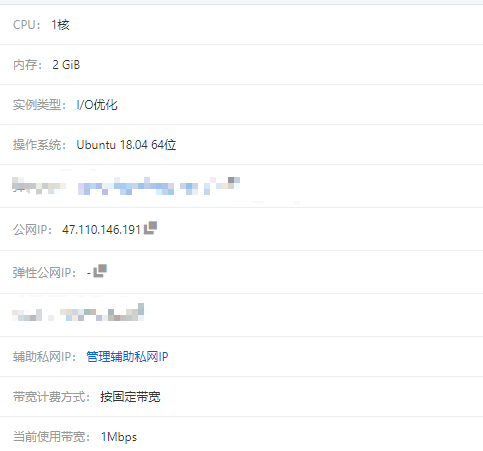 CPU： 1核
内存： 2 GiB
实例类型： I/O优化
操作系统： Ubuntu 18.04 64位
公网IP： 47.110.146.191
弹性公网IP： -
辅助私网IP： 管理辅助私网IP
带宽计费方式： 按固定带宽
当前使用带宽： 1Mbps